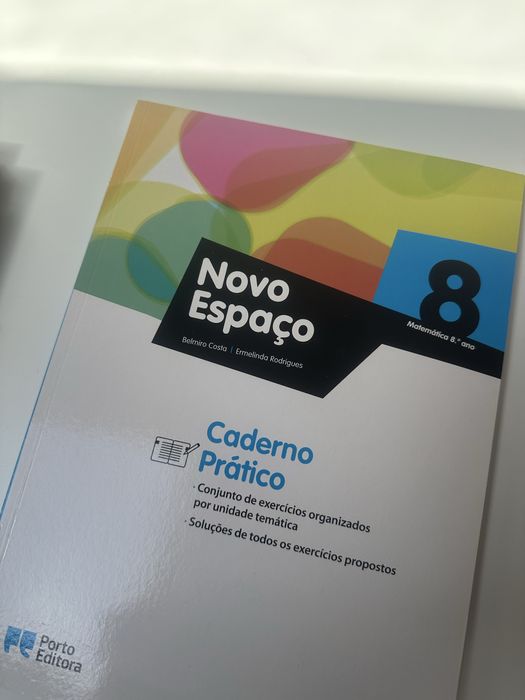 Novo
Espaço
Belmiro Costa | Ermelinda Rodrigues
8
Matemática 8.º ano
Caderno
Prático
· Conjunto de exercícios organizados
por unidade temática
· Soluções de todos os exercícios propostos
PE Porto
Editora